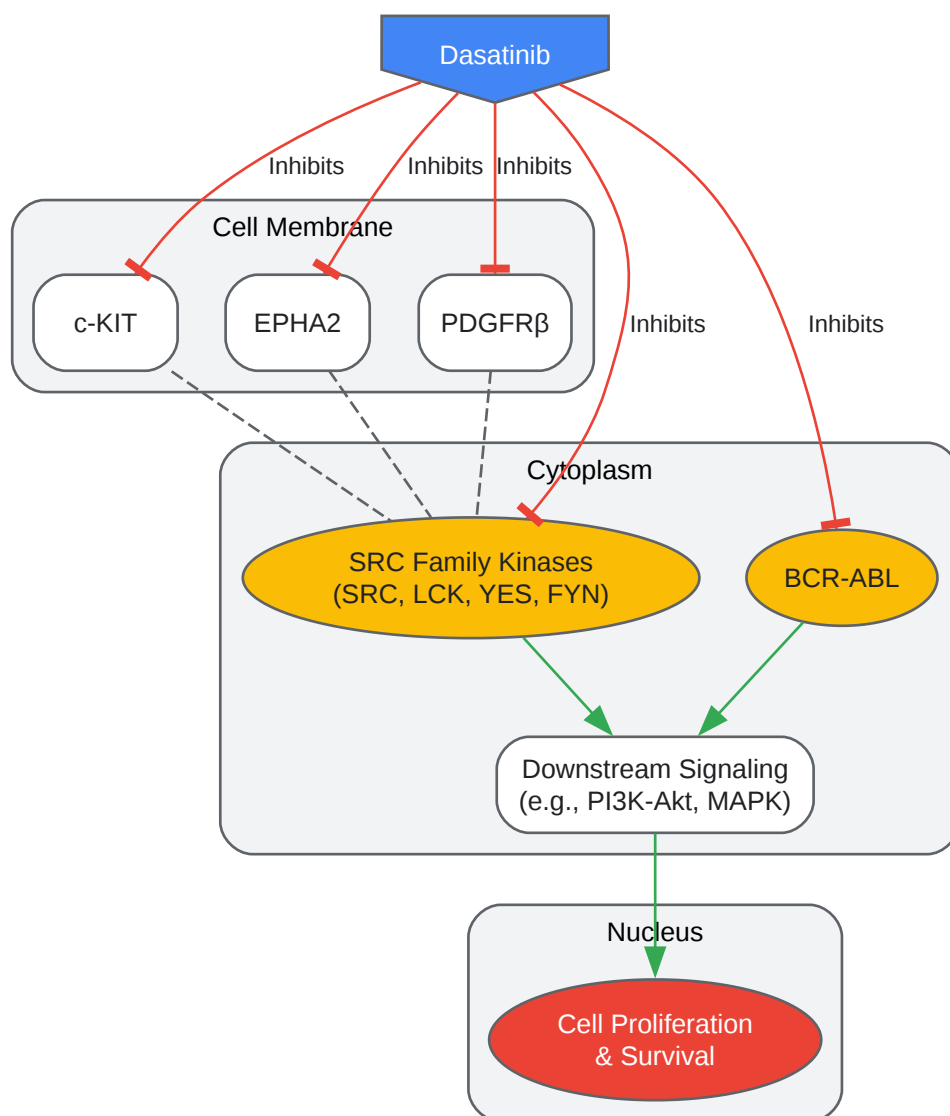 Dasatinib
Inhibits
Inhibits
Inhibits
Cell Membrane
c-KIT
EPHA2
PDGFRβ
Inhibits
Inhibits
Cytoplasm
SRC Family Kinases
(SRC, LCK, YES, FYN)
BCR-ABL
Downstream Signaling
(e.g., PI3K-Akt, MAPK)
Nucleus
Cell Proliferation
& Survival